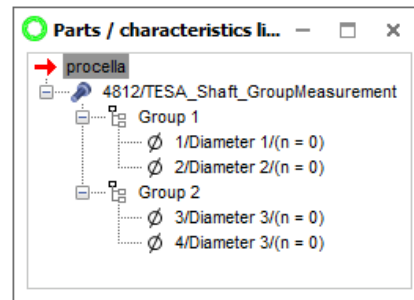 Parts / characteristics li...
procella
4812/TESA_Shaft_GroupMeasurement
Group 1
1/Diameter 1/(n = 0)
2/Diameter 2/(n = 0)
Group 2
3/Diameter 3/(n = 0)
4/Diameter 3/(n = 0)